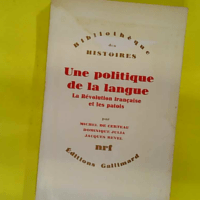 Bibliothèque
des
HISTOIRES
Une politique
de la langue
La Révolution française
et les patois
par
MICHEL DE CERTEAU
DOMINIQUE JULIA
JACQUES REVEL
nrf
Éditions Gallimard